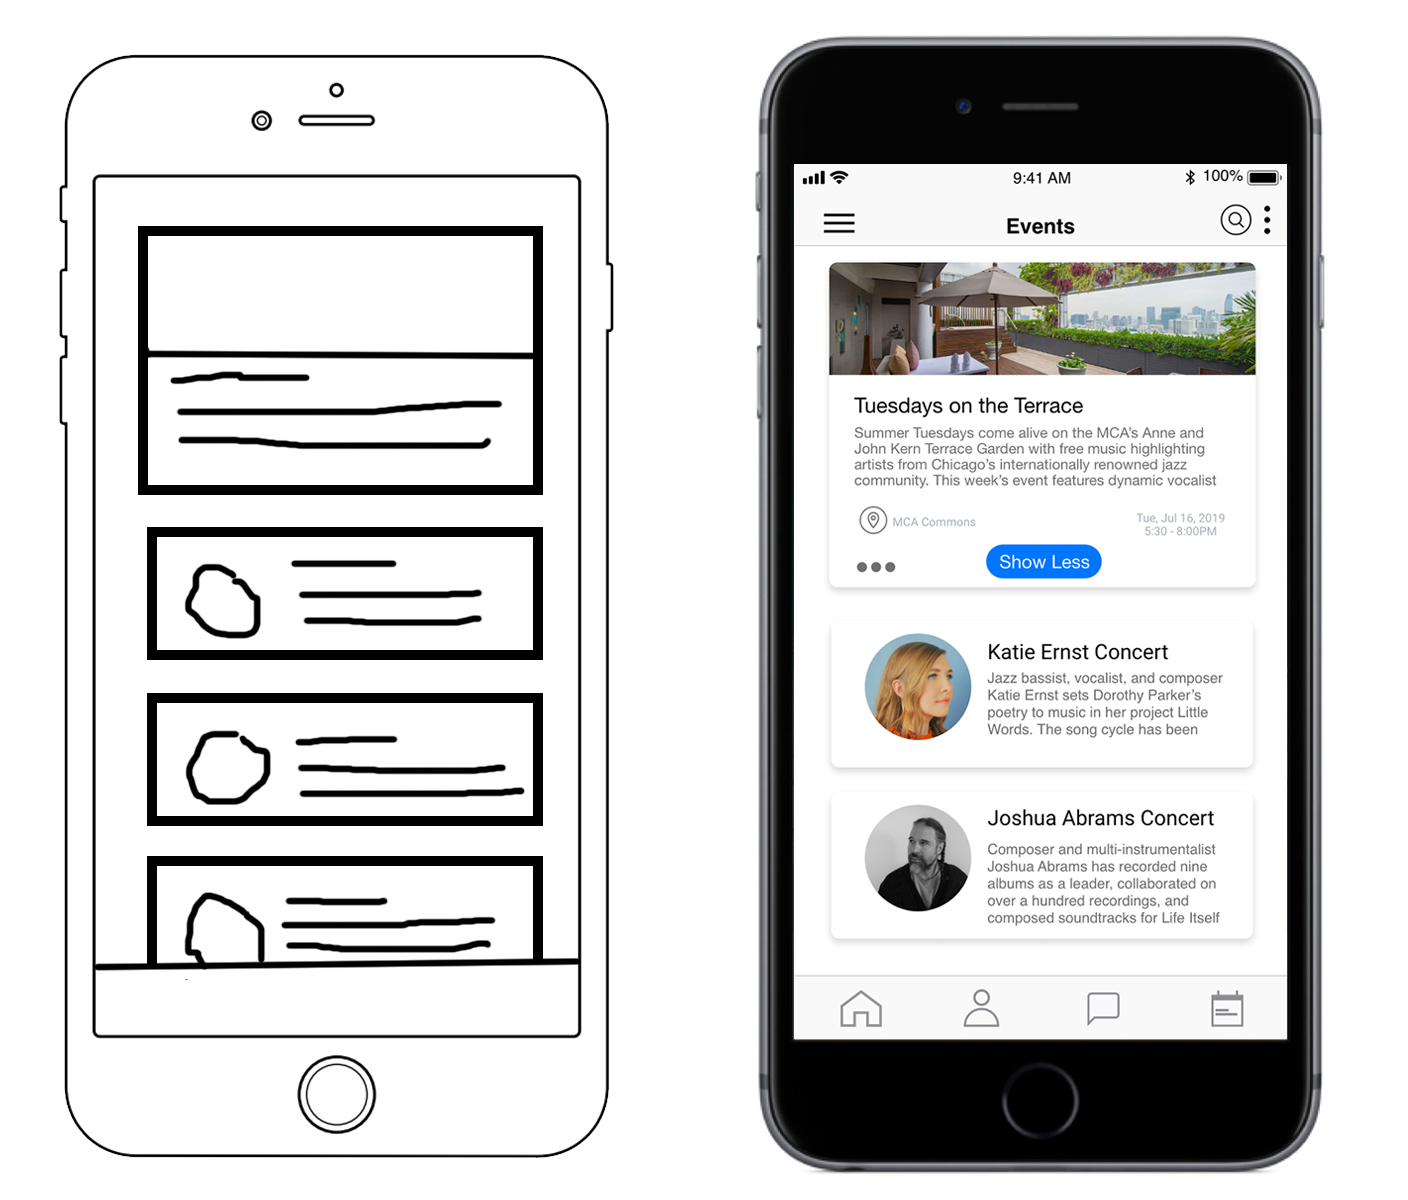 9:41 AM
100%
Events
Tuesdays on the Terrace
Summer Tuesdays come alive on the MCA's Anne and
John Kern Terrace Garden with free music highlighting
artists from Chicago's internationally renowned jazz
community. This week's event features dynamic vocalist
MCA Commons
Tue, Jul 16, 2019
5:30 - 8:00PM
Show Less
Katie Ernst Concert
Jazz bassist, vocalist, and composer
Katie Ernst sets Dorothy Parker's
poetry to music in her project Little
Words. The song cycle has been
Joshua Abrams Concert
Composer and multi-instrumentalist
Joshua Abrams has recorded nine
albums as a leader, collaborated on
over a hundred recordings, and
composed soundtracks for Life Itself